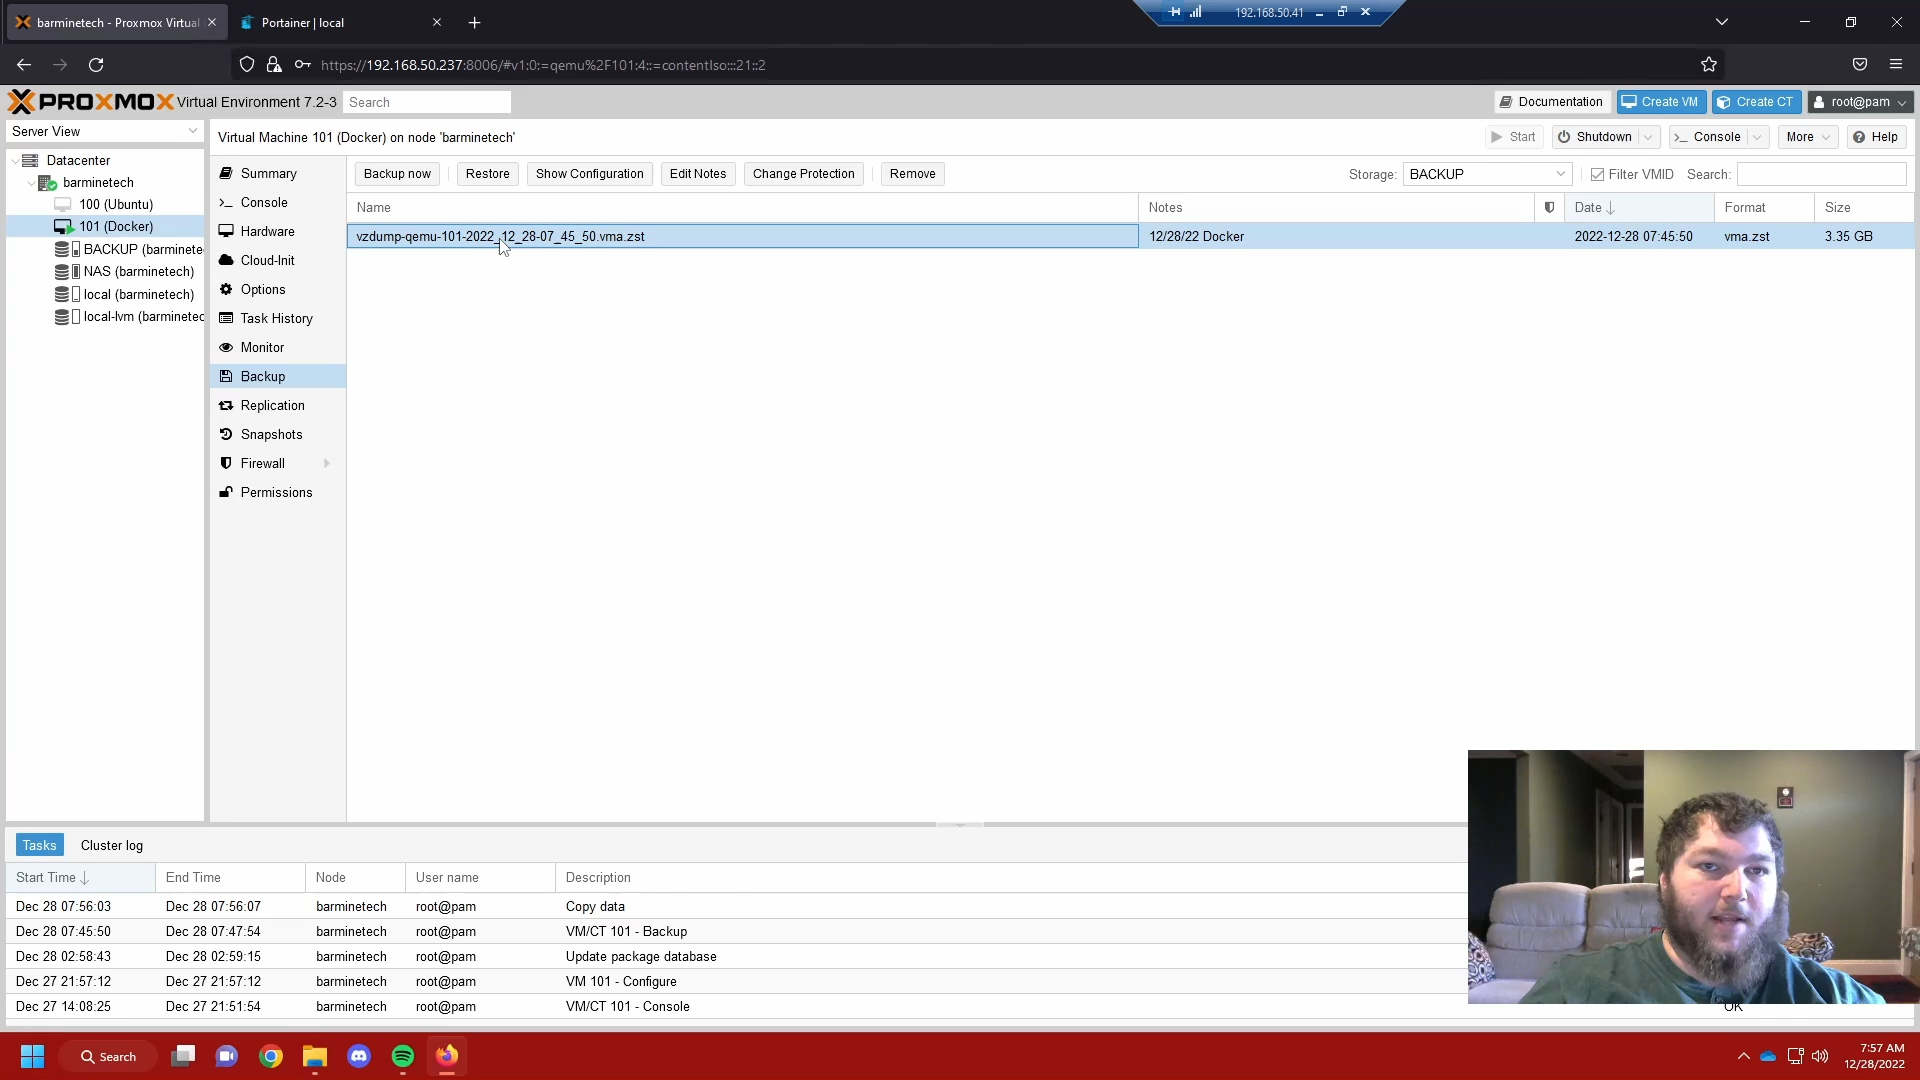 barminetech - Proxmox Virtual
Portainer | local
192.168.50.41
https://192.168.50.237:8006/#v1:0:=qemu%2F101:4::=contentIso:::21::2
PROXMOX Virtual Environment 7.2-3
Search
Documentation
Create VM
Create CT
root@pam
Server View
Virtual Machine 101 (Docker) on node 'barminetech'
Start
Shutdown
Console
More
Help
Datacenter
barminetech
100 (Ubuntu)
101 (Docker)
BACKUP (barminete
NAS (barminetech)
local (barminetech)
local-lvm (barminetec
Summary
Console
Hardware
Cloud-Init
Options
Task History
Monitor
Backup
Replication
Snapshots
Firewall
Permissions
Backup now
Restore
Show Configuration
Edit Notes
Change Protection
Remove
Storage: BACKUP
Filter VMID
Search:
Name Notes Date Format Size
vzdump-qemu-101-2022_12_28-07_45_50.vma.zst 12/28/22 Docker 2022-12-28 07:45:50 vma.zst 3.35 GB
Tasks
Cluster log
Start Time End Time Node User name Description
Dec 28 07:56:03 Dec 28 07:56:07 barminetech root@pam Copy data
Dec 28 07:45:50 Dec 28 07:47:54 barminetech root@pam VM/CT 101 - Backup
Dec 28 02:58:43 Dec 28 02:59:15 barminetech root@pam Update package database
Dec 27 21:57:12 Dec 27 21:57:12 barminetech root@pam VM 101 - Configure
Dec 27 14:08:25 Dec 27 21:51:54 barminetech root@pam VM/CT 101 - Console
OK
Search
7:57 AM
12/28/2022